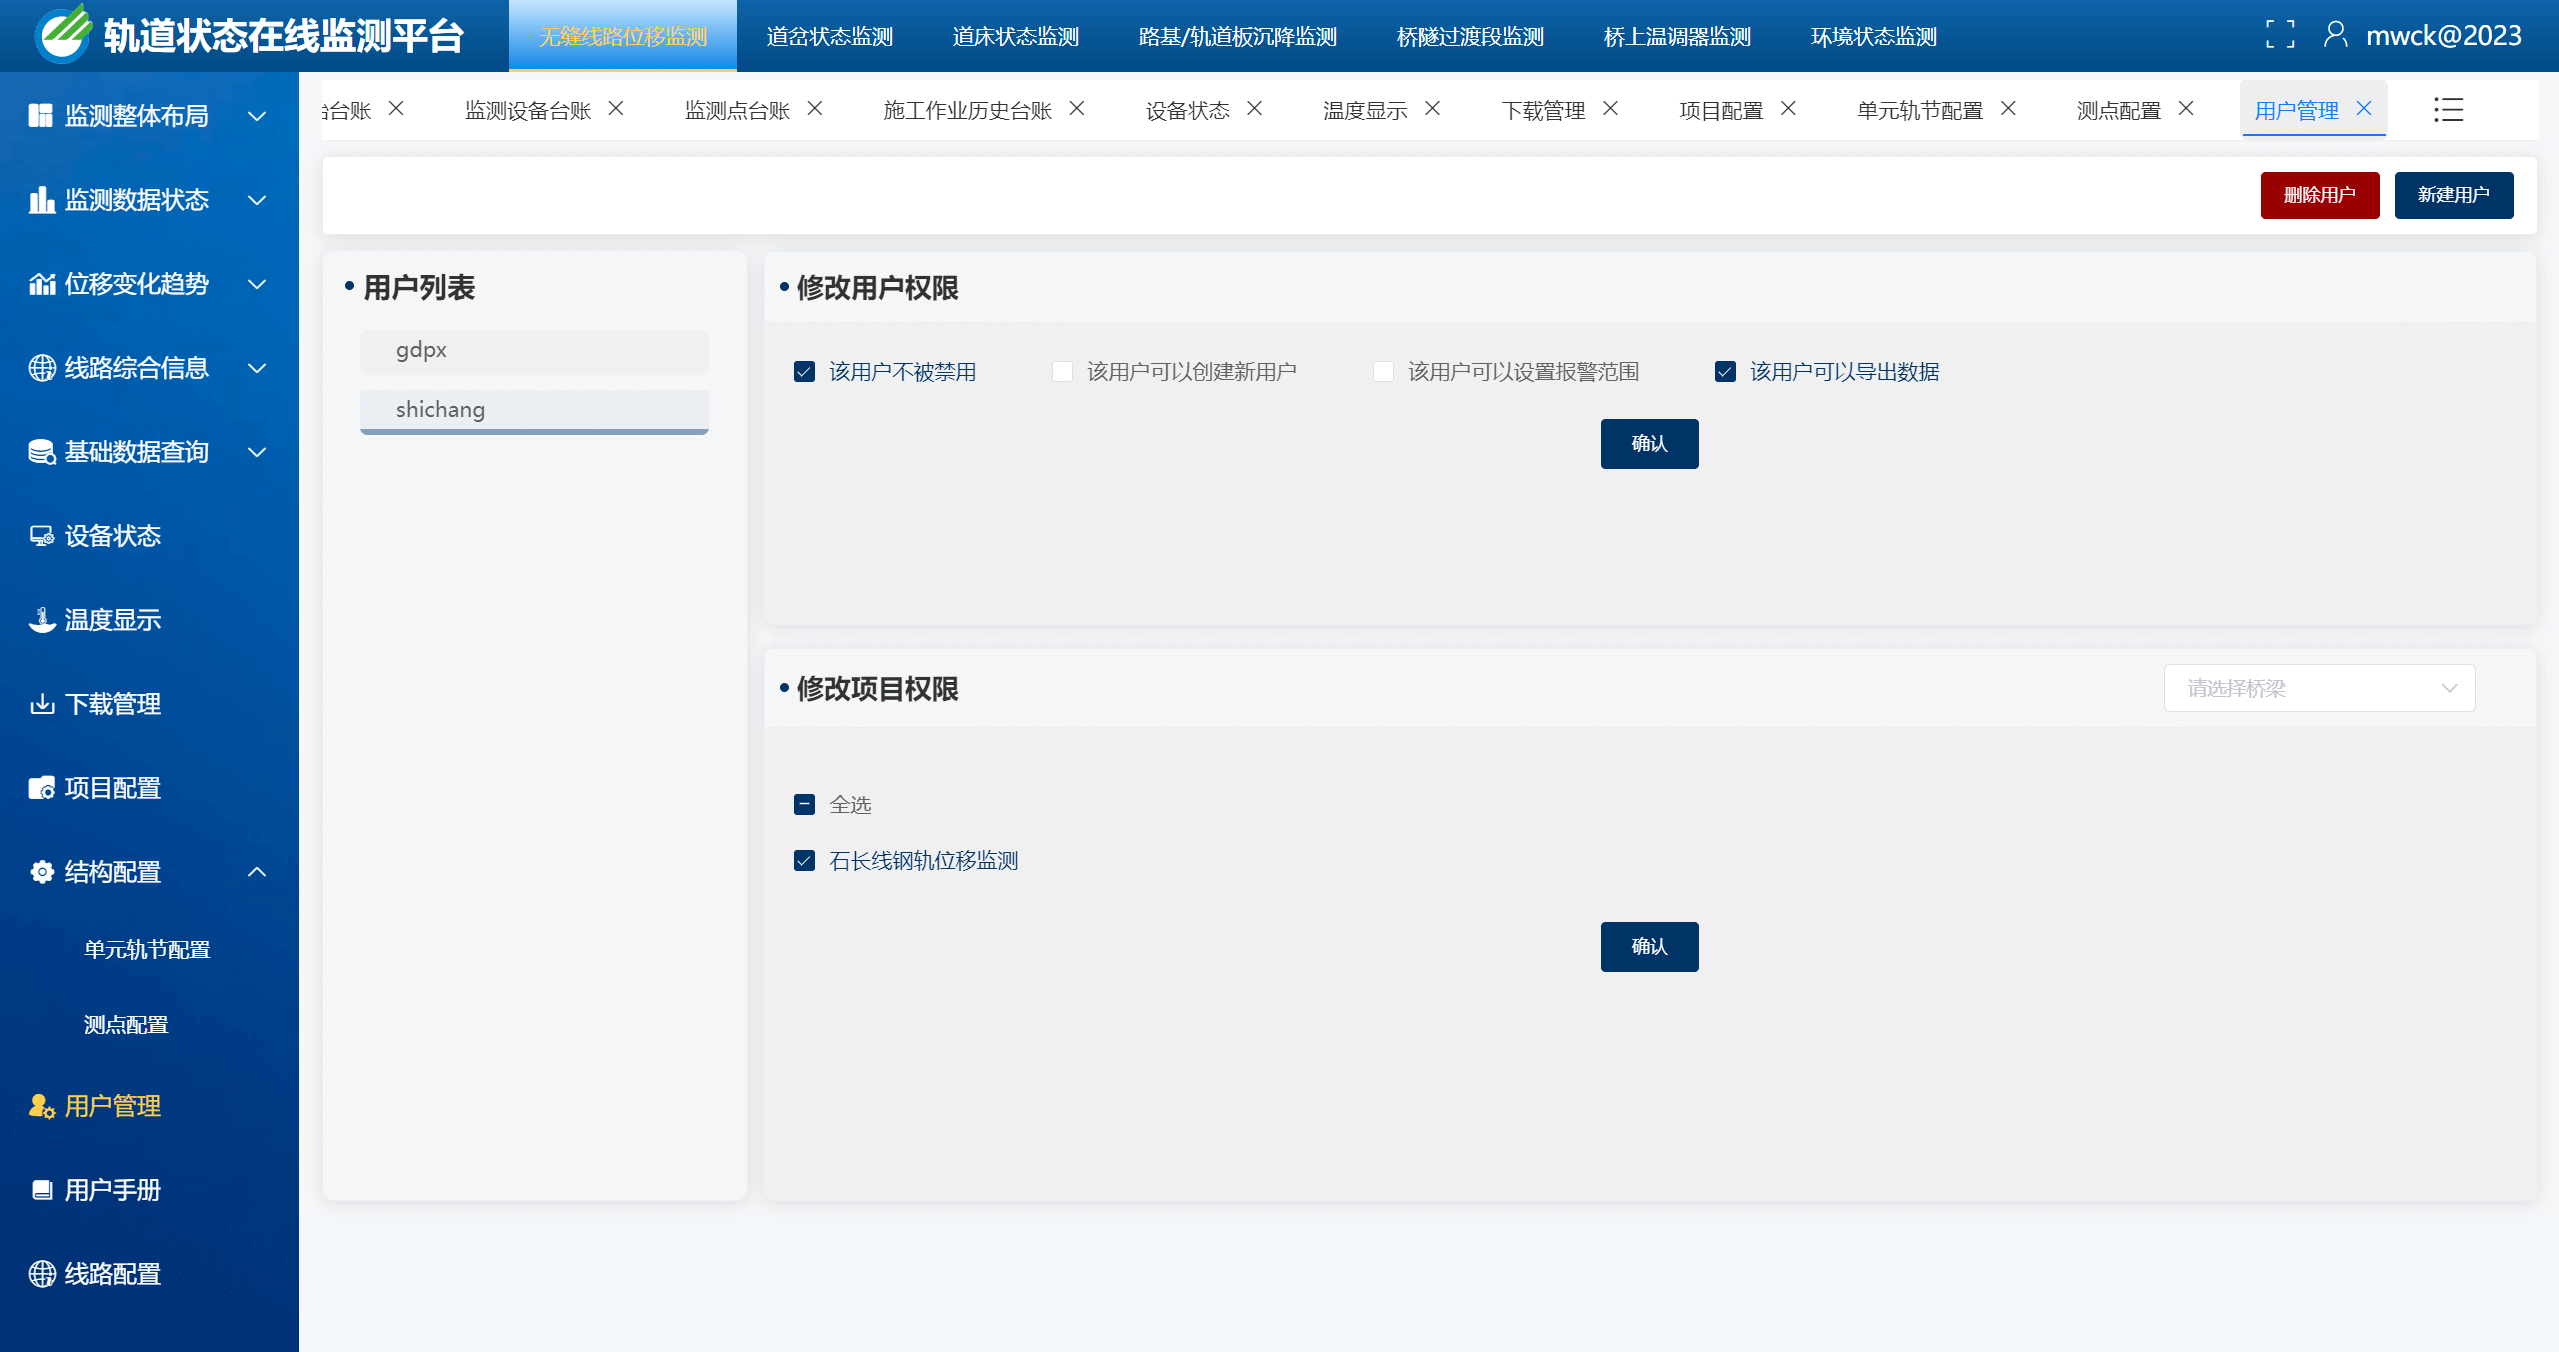 轨道状态在线监测平台
无缝线路位移监测
道岔状态监测
道床状态监测
路基/轨道板沉降监测
桥隧过渡段监测
桥上温调器监测
环境状态监测
mwck@2023
监测整体布局
监测数据状态
位移变化趋势
线路综合信息
基础数据查询
设备状态
温度显示
下载管理
项目配置
结构配置
单元轨节配置
测点配置
用户管理
用户手册
线路配置
台账
监测设备台账
监测点台账
施工作业历史台账
设备状态
温度显示
下载管理
项目配置
单元轨节配置
测点配置
用户管理
删除用户
新建用户
用户列表
gdpx
shichang
修改用户权限
该用户不被禁用
该用户可以创建新用户
该用户可以设置报警范围
该用户可以导出数据
确认
修改项目权限
请选择桥梁
全选
石长线钢轨位移监测
确认